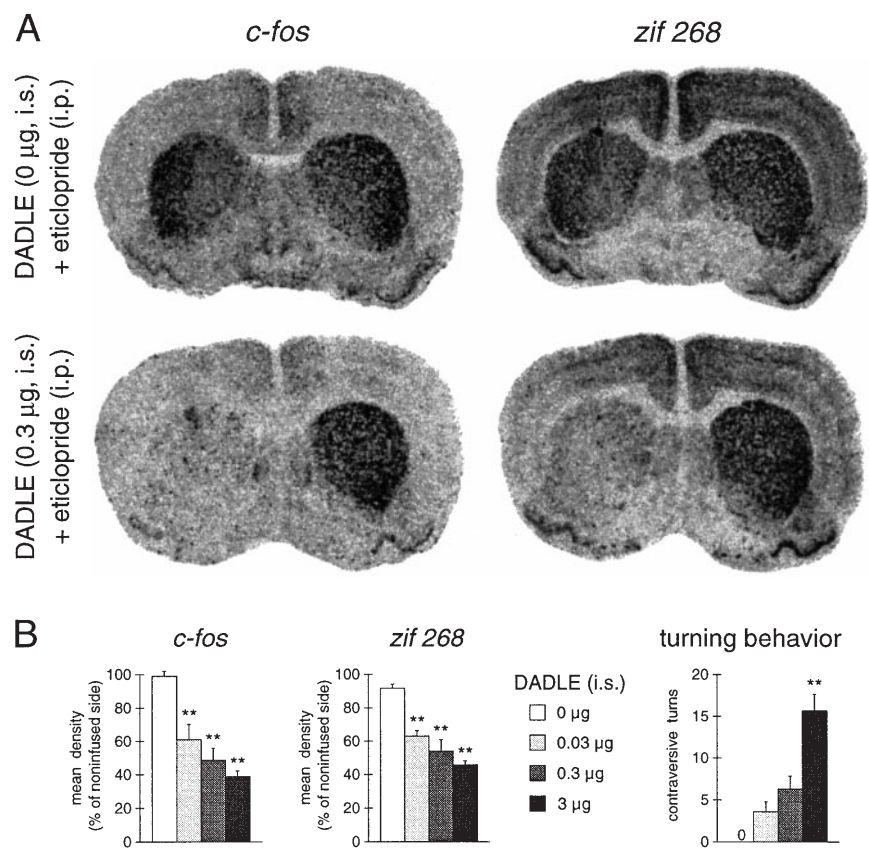 A
c-fos
zif 268
DADLE (0 µg, i.s.)
+ eticlopride (i.p.)
DADLE (0.3 µg, i.s.)
+ eticlopride (i.p.)
B
c-fos
zif 268
turning behavior
mean density
(% of noninfused side)
100
80
60
40
20
0
**
**
**
mean density
(% of noninfused side)
100
80
60
40
20
0
**
**
**
DADLE (i.s.)
0 µg
0.03 µg
0.3 µg
3 µg
contraversive turns
20
15
10
5
0
0
**